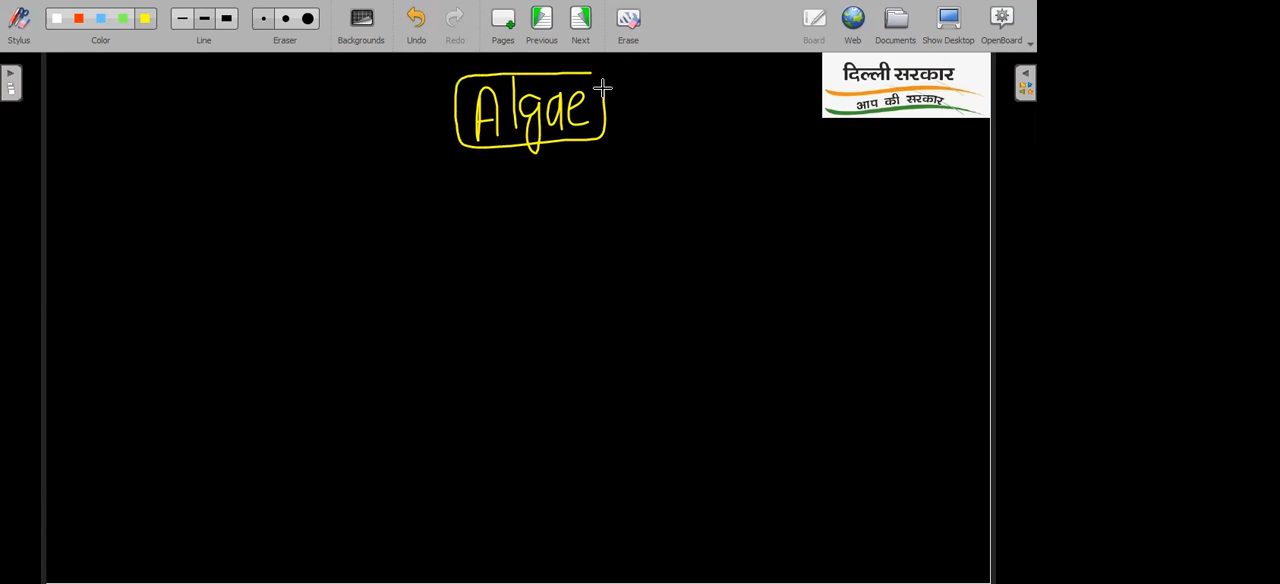 Stylus Color Line Eraser Backgrounds Undo Redo Pages Previous Next Erase Board Web Documents Show Desktop OpenBoard
Algae
दिल्ली सरकार
आप की सरकार